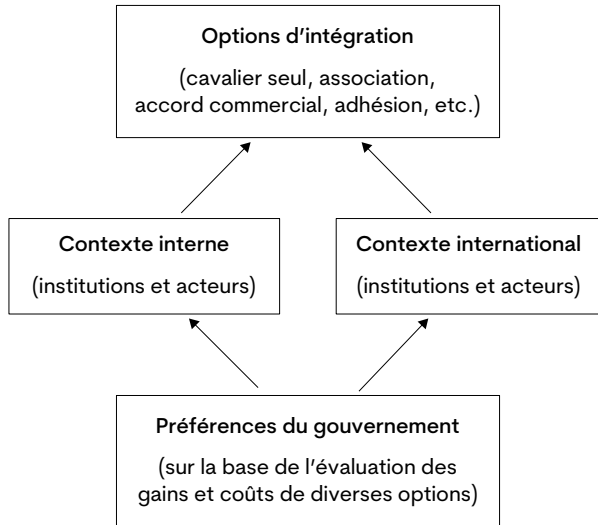 Options d’intégration
(cavalier seul, association,
accord commercial, adhésion, etc.)
Contexte interne
(institutions et acteurs)
Contexte international
(institutions et acteurs)
Préférences du gouvernement
(sur la base de l’évaluation des
gains et coûts de diverses options)